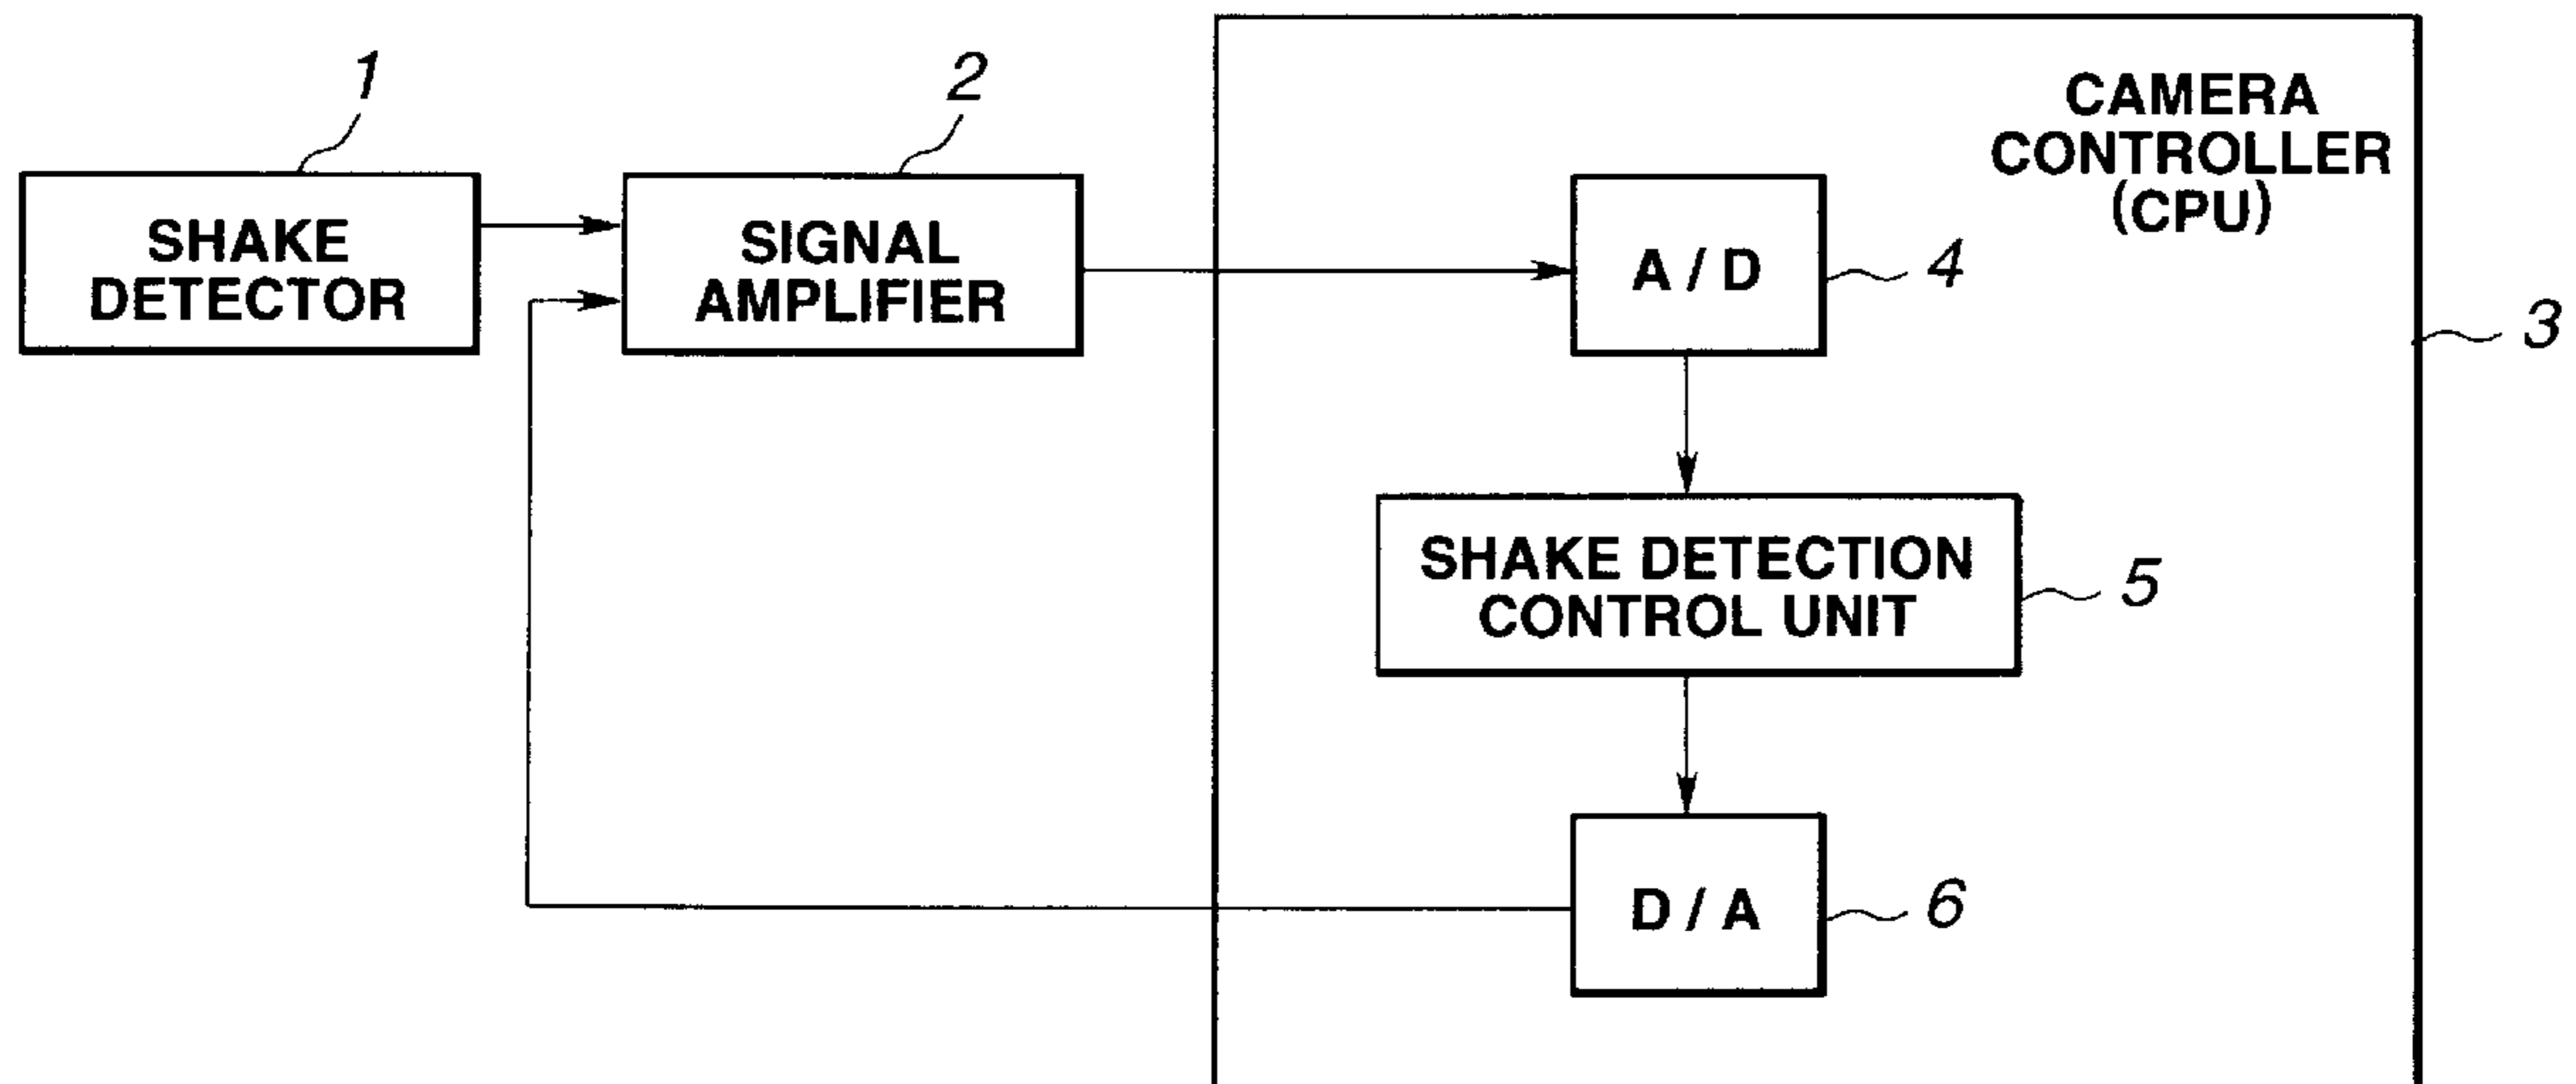 1
2
CAMERA
CONTROLLER
(CPU)
SHAKE
DETECTOR
SIGNAL
AMPLIFIER
A / D
4
3
SHAKE DETECTION
CONTROL UNIT
5
D / A
6